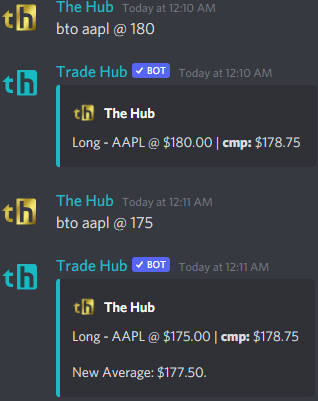 The Hub Today at 12:10 AM
bto aapl @ 180
th
Trade Hub ✓ BOT Today at 12:10 AM
th The Hub
Long - AAPL @ $180.00 | cmp: $178.75
th
The Hub Today at 12:11 AM
bto aapl @ 175
th
Trade Hub ✓ BOT Today at 12:11 AM
th The Hub
Long - AAPL @ $175.00 | cmp: $178.75
New Average: $177.50.